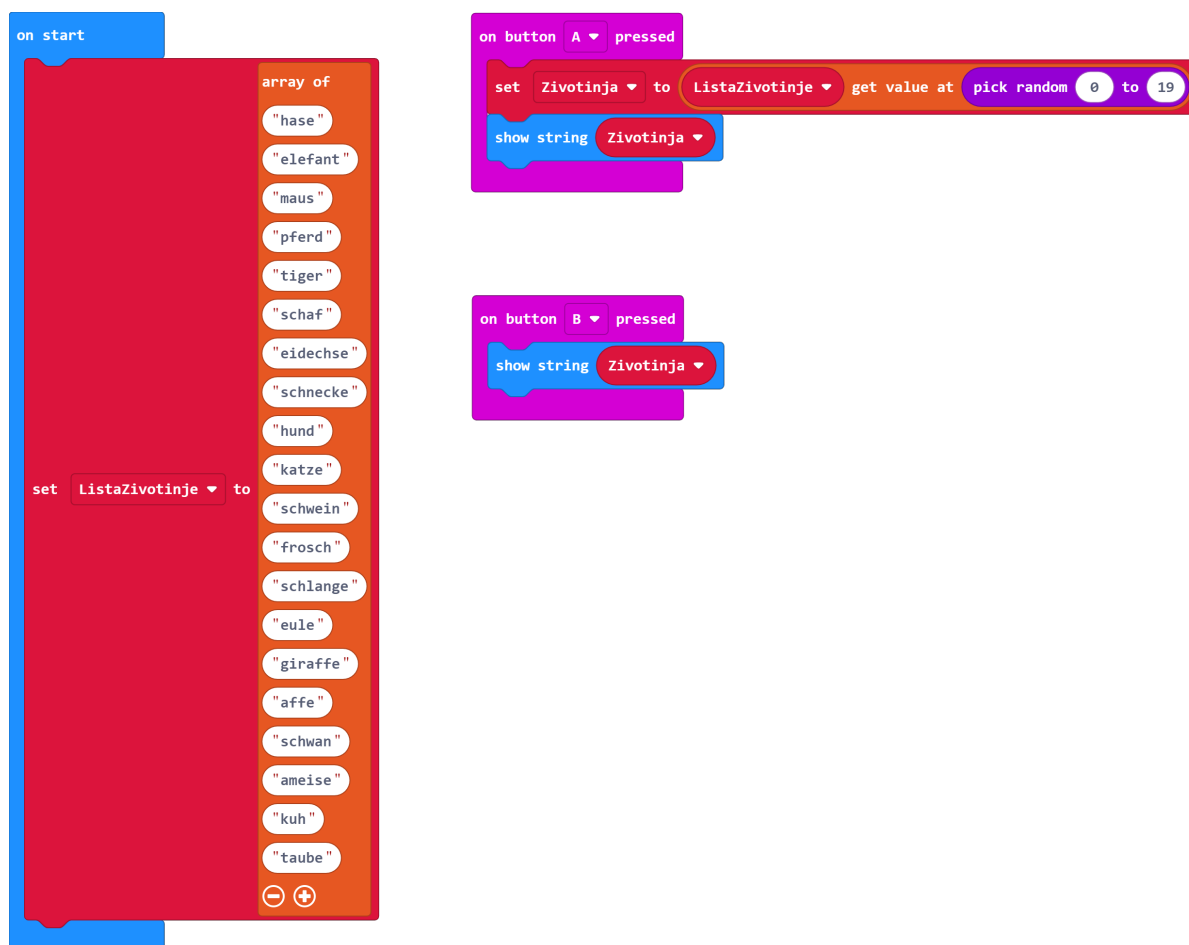 on start
set ListaZivotinje to
array of
"hase"
"elefant"
"maus"
"pferd"
"tiger"
"schaf"
"eidechse"
"schnecke"
"hund"
"katze"
"schwein"
"frosch"
"schlange"
"eule"
"giraffe"
"affe"
"schwan"
"ameise"
"kuh"
"taube"
on button A pressed
set Zivotinja to ListaZivotinje get value at pick random 0 to 19
show string Zivotinja
on button B pressed
show string Zivotinja